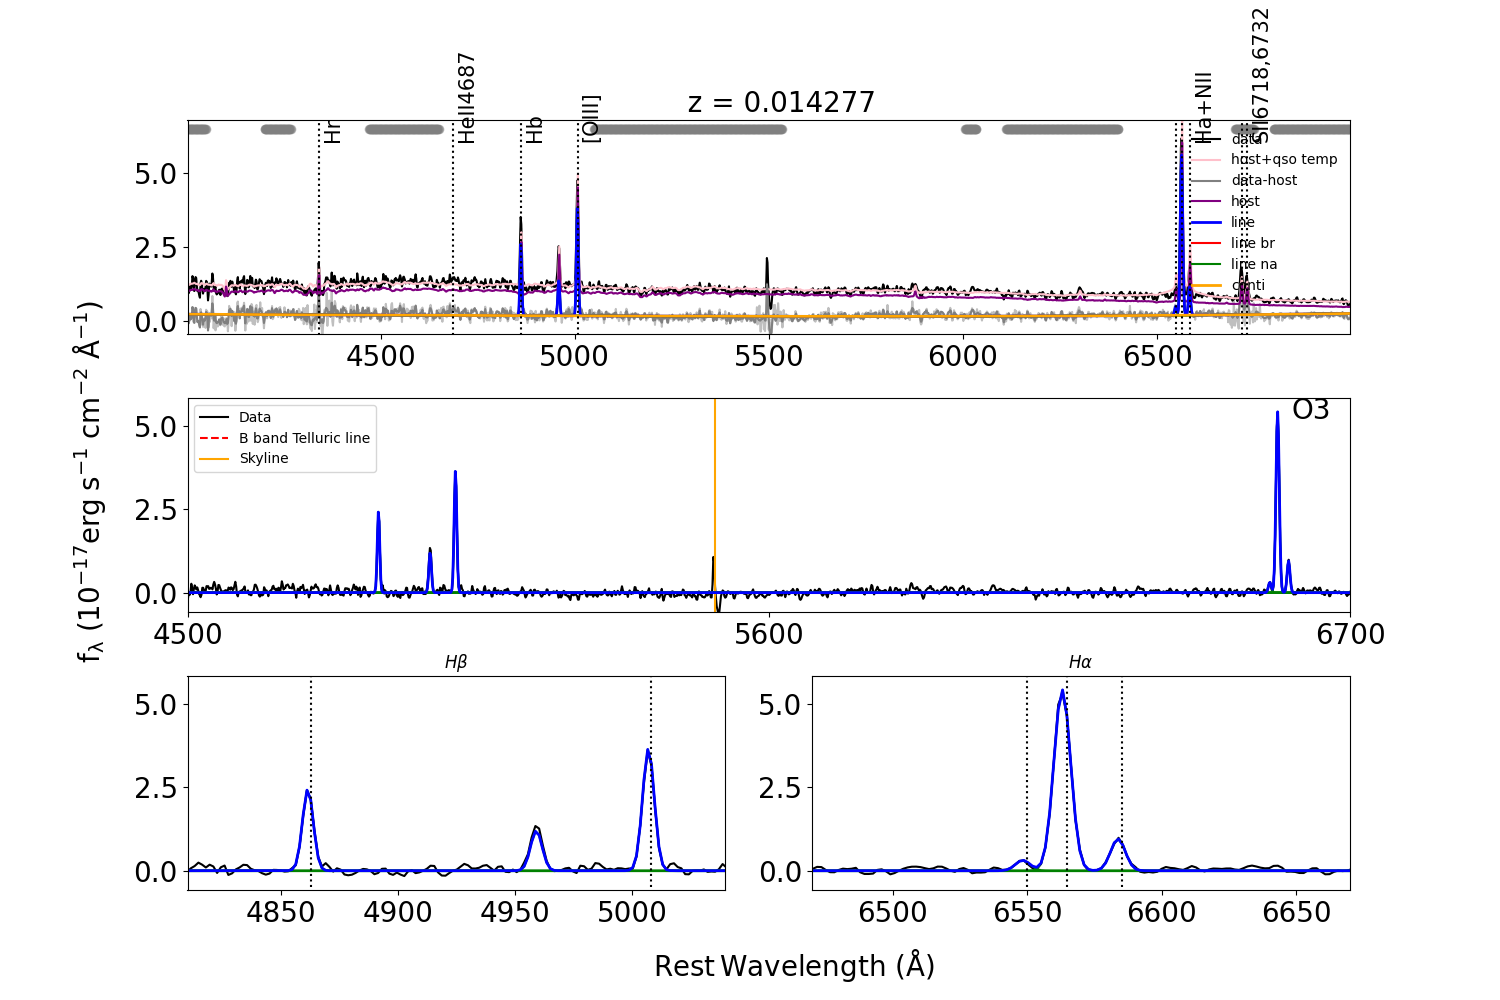 z = 0.014277
Hr
HeII4687
Hb
[OIII]
Ha+NII
SII6718,6732
data
host+qso temp
data-host
host
line
line br
line na
conti
5.0
2.5
0.0
4500 5000 5500 6000 6500
Data
B band Telluric line
Skyline
O3
5.0
2.5
0.0
4500 5600 6700
Hβ
Hα
5.0
2.5
0.0
4850 4900 4950 5000
5.0
2.5
0.0
6500 6550 6600 6650
fλ (10⁻¹⁷erg s⁻¹ cm⁻² Å⁻¹)
Rest Wavelength (Å)